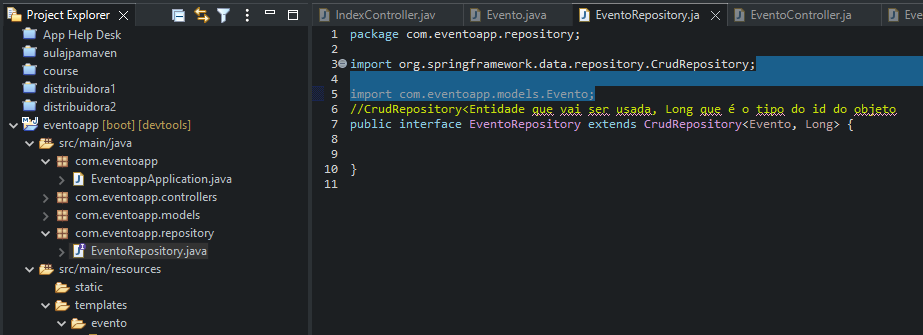 Project Explorer
App Help Desk
aulajpamaven
course
distribuidora1
distribuidora2
eventoapp [boot] [devtools]
src/main/java
com.eventoapp
EventoappApplication.java
com.eventoapp.controllers
com.eventoapp.models
com.eventoapp.repository
EventoRepository.java
src/main/resources
static
templates
evento
IndexController.jav
Evento.java
EventoRepository.ja
EventoController.ja
Eve
1 package com.eventoapp.repository;
2
3 import org.springframework.data.repository.CrudRepository;
4
5 import com.eventoapp.models.Evento;
6 //CrudRepository<Entidade que vai ser usada, Long que é o tipo do id do objeto
7 public interface EventoRepository extends CrudRepository<Evento, Long> {
8
9
10 }
11